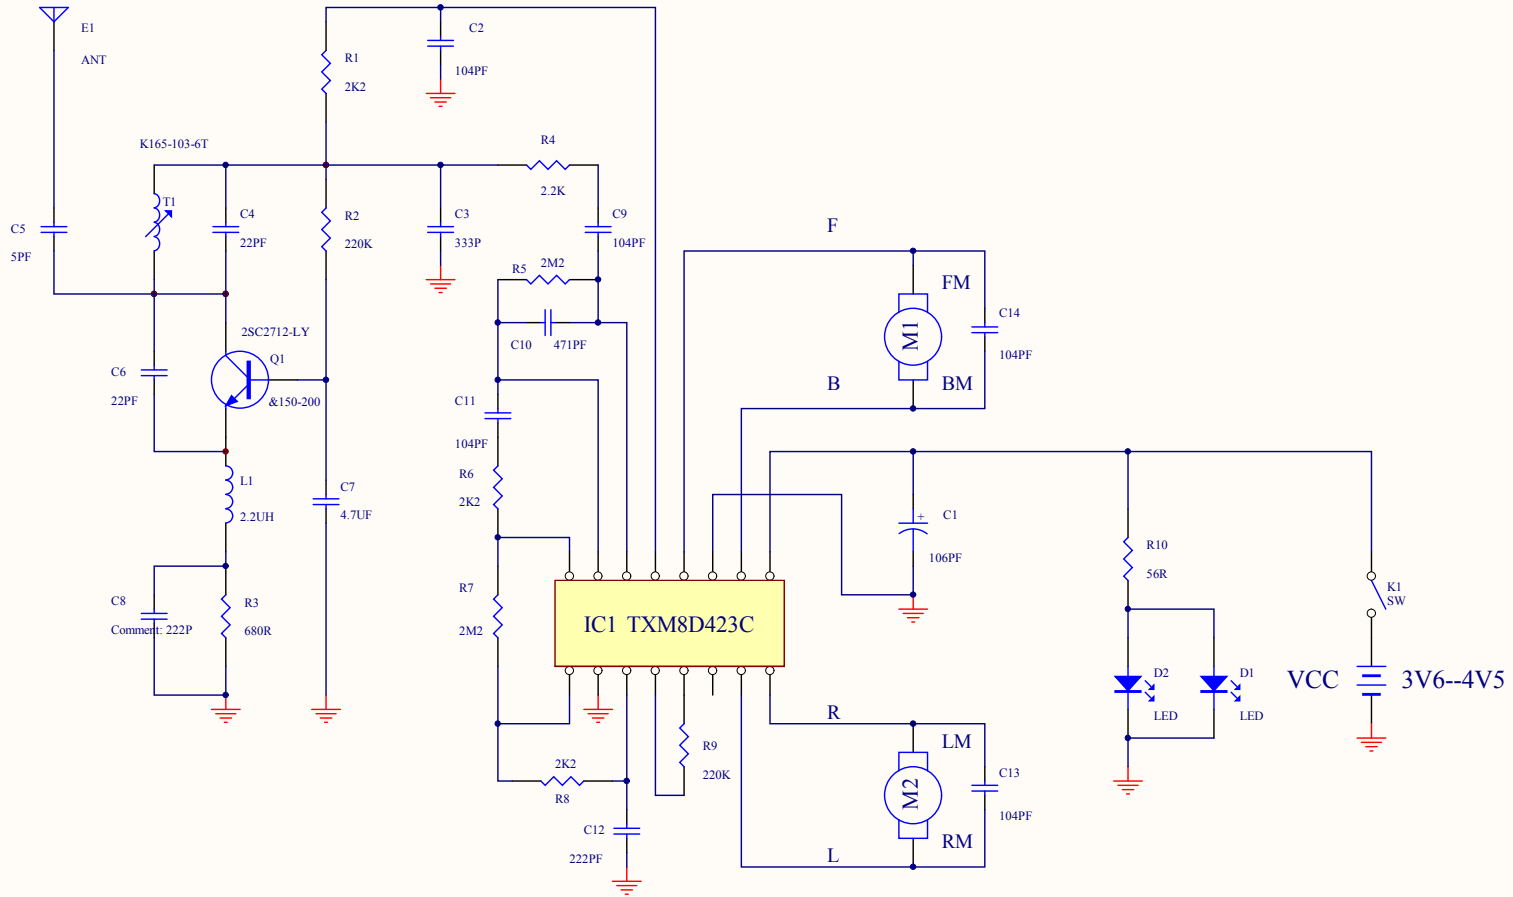 E1
ANT
C2
104PF
R1
2K2
K165-103-6T
R4
2.2K
T1
C4
22PF
R2
220K
C3
333P
C9
104PF
C5
5PF
R5
2M2
C10
471PF
2SC2712-LY
Q1
&150-200
C6
22PF
C11
104PF
R6
2K2
L1
2.2UH
C7
4.7UF
C8
Comment: 222P
R3
680R
R7
2M2
IC1 TXM8D423C
2K2
R8
C12
222PF
R9
220K
F
FM
M1
C14
104PF
B
BM
+
C1
106PF
R10
56R
K1
SW
D2
LED
D1
LED
VCC
3V6--4V5
R
LM
M2
C13
104PF
RM
L